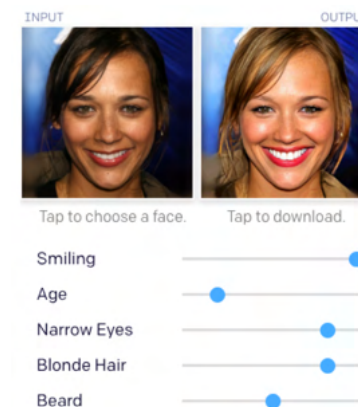 INPUT
OUTPU
Tap to choose a face.
Tap to download.
Smiling
Age
Narrow Eyes
Blonde Hair
Beard